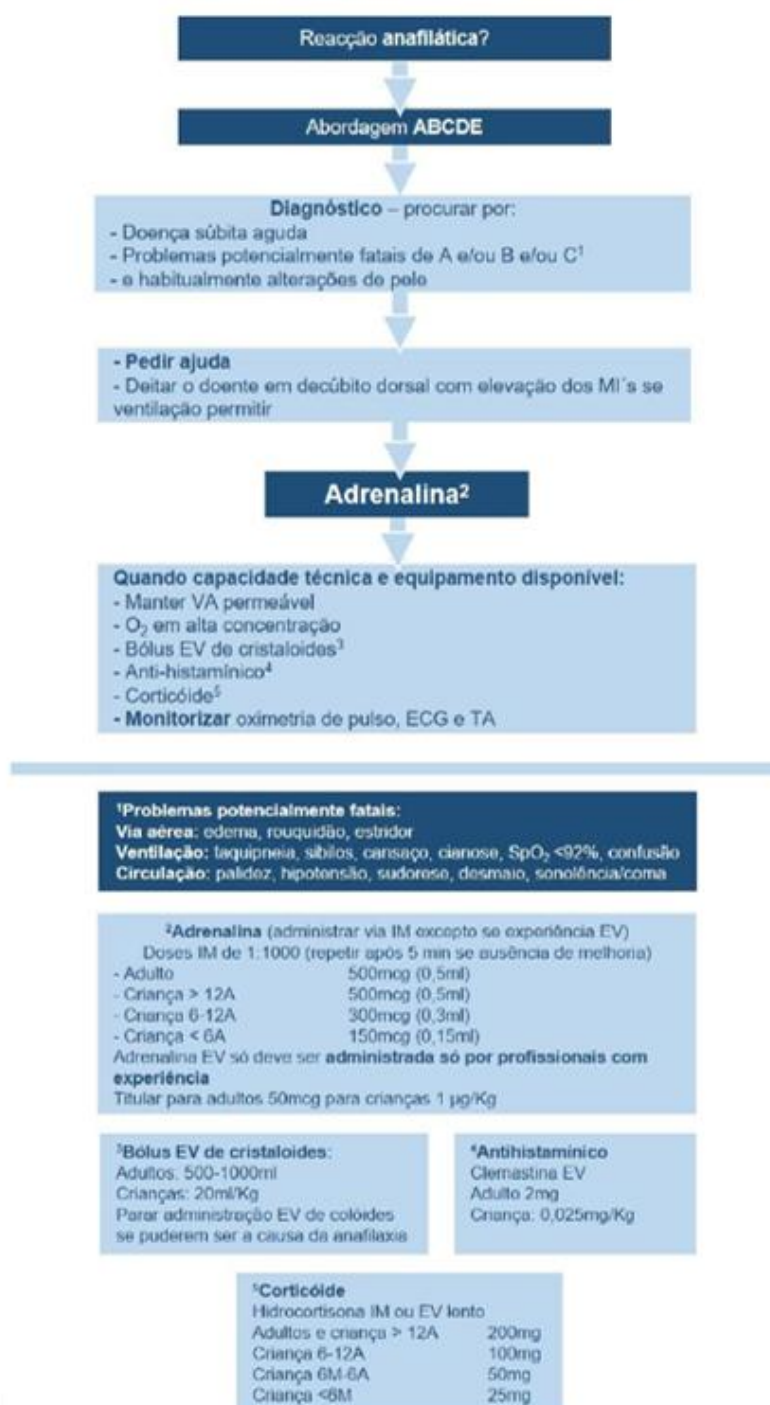 Reacção anafilática?
Abordagem ABCDE
Diagnóstico – procurar por:
- Doença súbita aguda
- Problemas potencialmente fatais de A e/ou B e/ou C¹
- e habitualmente alterações de pele
- Pedir ajuda
- Deitar o doente em decúbito dorsal com elevação dos MI´s se
ventilação permitir
Adrenalina²
Quando capacidade técnica e equipamento disponível:
- Manter VA permeável
- O₂ em alta concentração
- Bólus EV de cristaloides³
- Anti-histamínico⁴
- Corticóide⁵
- Monitorizar oximetria de pulso, ECG e TA
¹Problemas potencialmente fatais:
Via aérea: edema, rouquidão, estridor
Ventilação: taquipneia, sibilos, cansaço, cianose, SpO₂ <92%, confusão
Circulação: palidez, hipotensão, sudorese, desmaio, sonolência/coma
²Adrenalina (administrar via IM excepto se experiência EV)
Doses IM de 1:1000 (repetir após 5 min se ausência de melhoria)
- Adulto 500mcg (0,5ml)
- Criança > 12A 500mcg (0,5ml)
- Criança 6-12A 300mcg (0,3ml)
- Criança < 6A 150mcg (0,15ml)
Adrenalina EV só deve ser administrada só por profissionais com
experiência
Titular para adultos 50mcg para crianças 1 µg/Kg
³Bólus EV de cristaloides:
Adultos: 500-1000ml
Crianças: 20ml/Kg
Parar administração EV de colóides
se puderem ser a causa da anafilaxia
⁴Antihistamínico
Clemastina EV
Adulto 2mg
Criança: 0,025mg/Kg
⁵Corticóide
Hidrocortisona IM ou EV lento
Adultos e criança > 12A 200mg
Criança 6-12A 100mg
Criança 6M-6A 50mg
Criança <6M 25mg